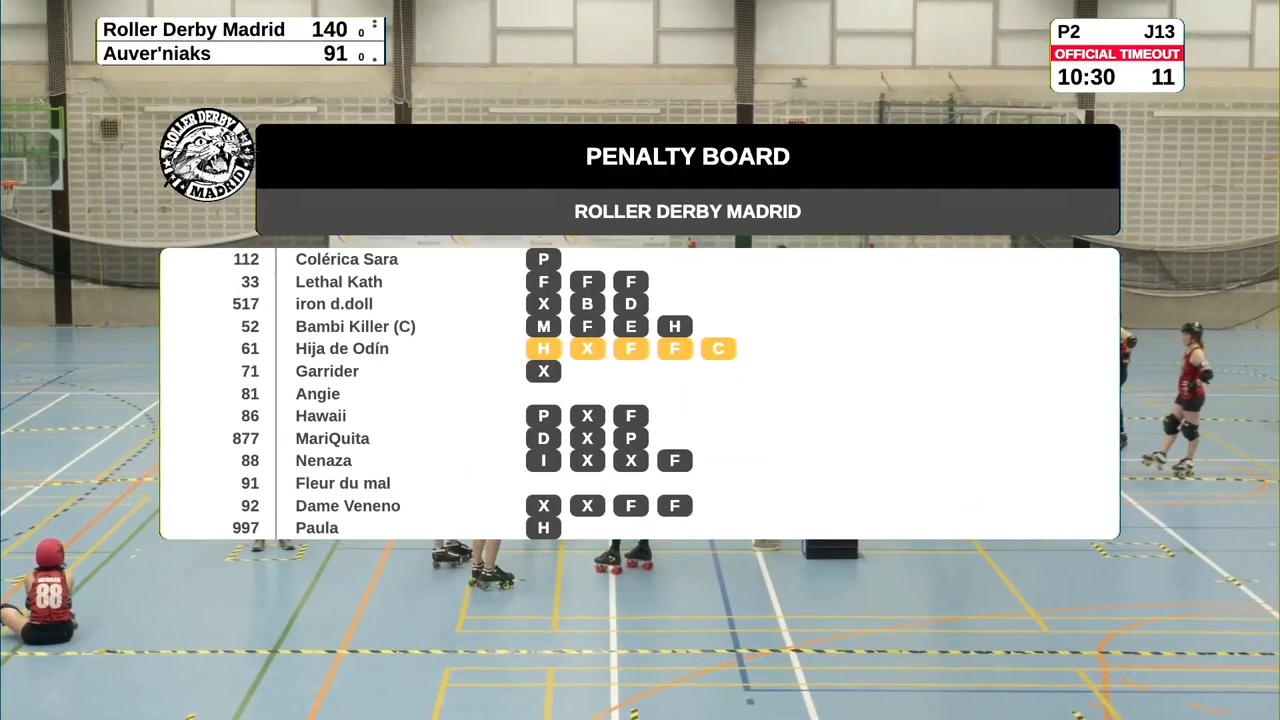 Roller Derby Madrid 140 0
Auver'niaks 91 0
P2 J13
OFFICIAL TIMEOUT
10:30 11
ROLLER DERBY
MADRID
PENALTY BOARD
ROLLER DERBY MADRID
112 Colérica Sara P
33 Lethal Kath F F F
517 iron d.doll X B D
52 Bambi Killer (C) M F E H
61 Hija de Odín H X F F C
71 Garrider X
81 Angie
86 Hawaii P X F
877 MariQuita D X P
88 Nenaza I X X F
91 Fleur du mal
92 Dame Veneno X X F F
997 Paula H
88